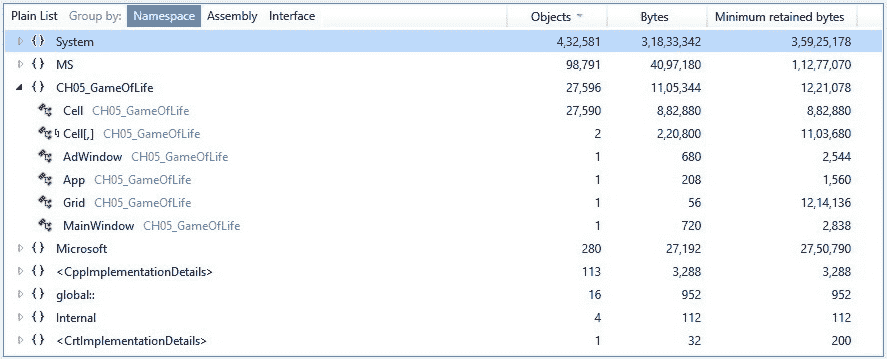 Plain List Group by: Namespace Assembly Interface Objects Bytes Minimum retained bytes
{} System 4,32,581 3,18,33,342 3,59,25,178
{} MS 98,791 40,97,180 1,12,77,070
{} CH05_GameOfLife 27,596 11,05,344 12,21,078
Cell CH05_GameOfLife 27,590 8,82,880 8,82,880
Cell[,] CH05_GameOfLife 2 2,20,800 11,03,680
AdWindow CH05_GameOfLife 1 680 2,544
App CH05_GameOfLife 1 208 1,560
Grid CH05_GameOfLife 1 56 12,14,136
MainWindow CH05_GameOfLife 1 720 2,838
{} Microsoft 280 27,192 27,50,790
{} <CppImplementationDetails> 113 3,288 3,288
{} global:: 16 952 952
{} Internal 4 112 112
{} <CrtImplementationDetails> 1 32 200